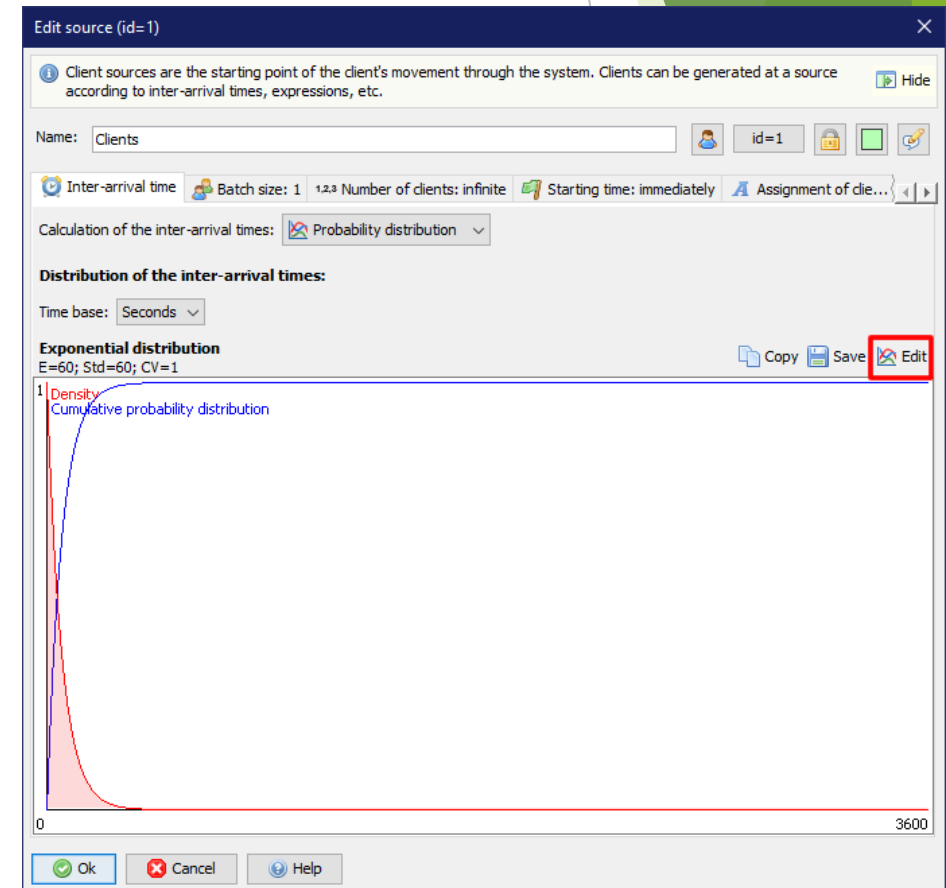 Edit source (id=1)
Client sources are the starting point of the client's movement through the system. Clients can be generated at a source
according to inter-arrival times, expressions, etc.
Hide
Name: Clients id=1
Inter-arrival time Batch size: 1 1,2,3 Number of clients: infinite Starting time: immediately A Assignment of clie...
Calculation of the inter-arrival times: Probability distribution
Distribution of the inter-arrival times:
Time base: Seconds
Exponential distribution
E=60; Std=60; CV=1
Copy Save Edit
1 Density
Cumulative probability distribution
0 3600
Ok Cancel Help